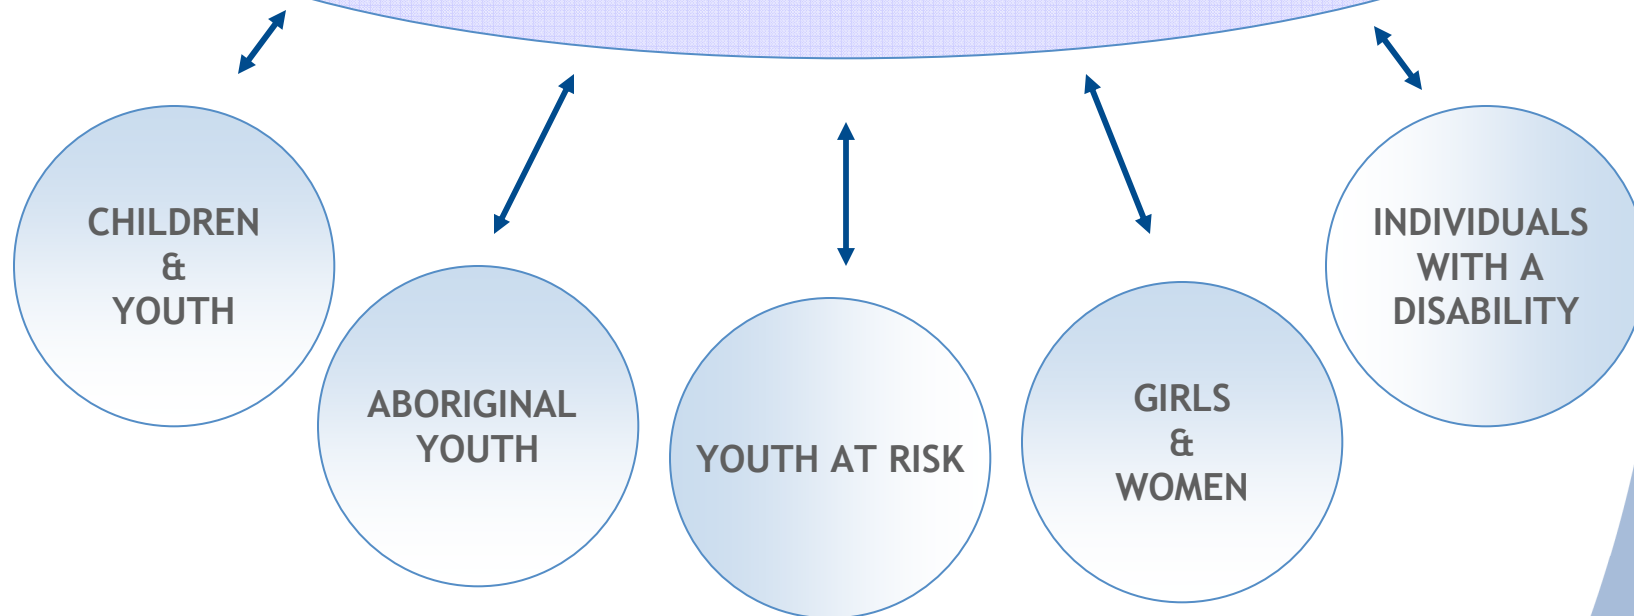 CHILDREN
&
YOUTH
ABORIGINAL
YOUTH
YOUTH AT RISK
GIRLS
&
WOMEN
INDIVIDUALS
WITH A
DISABILITY